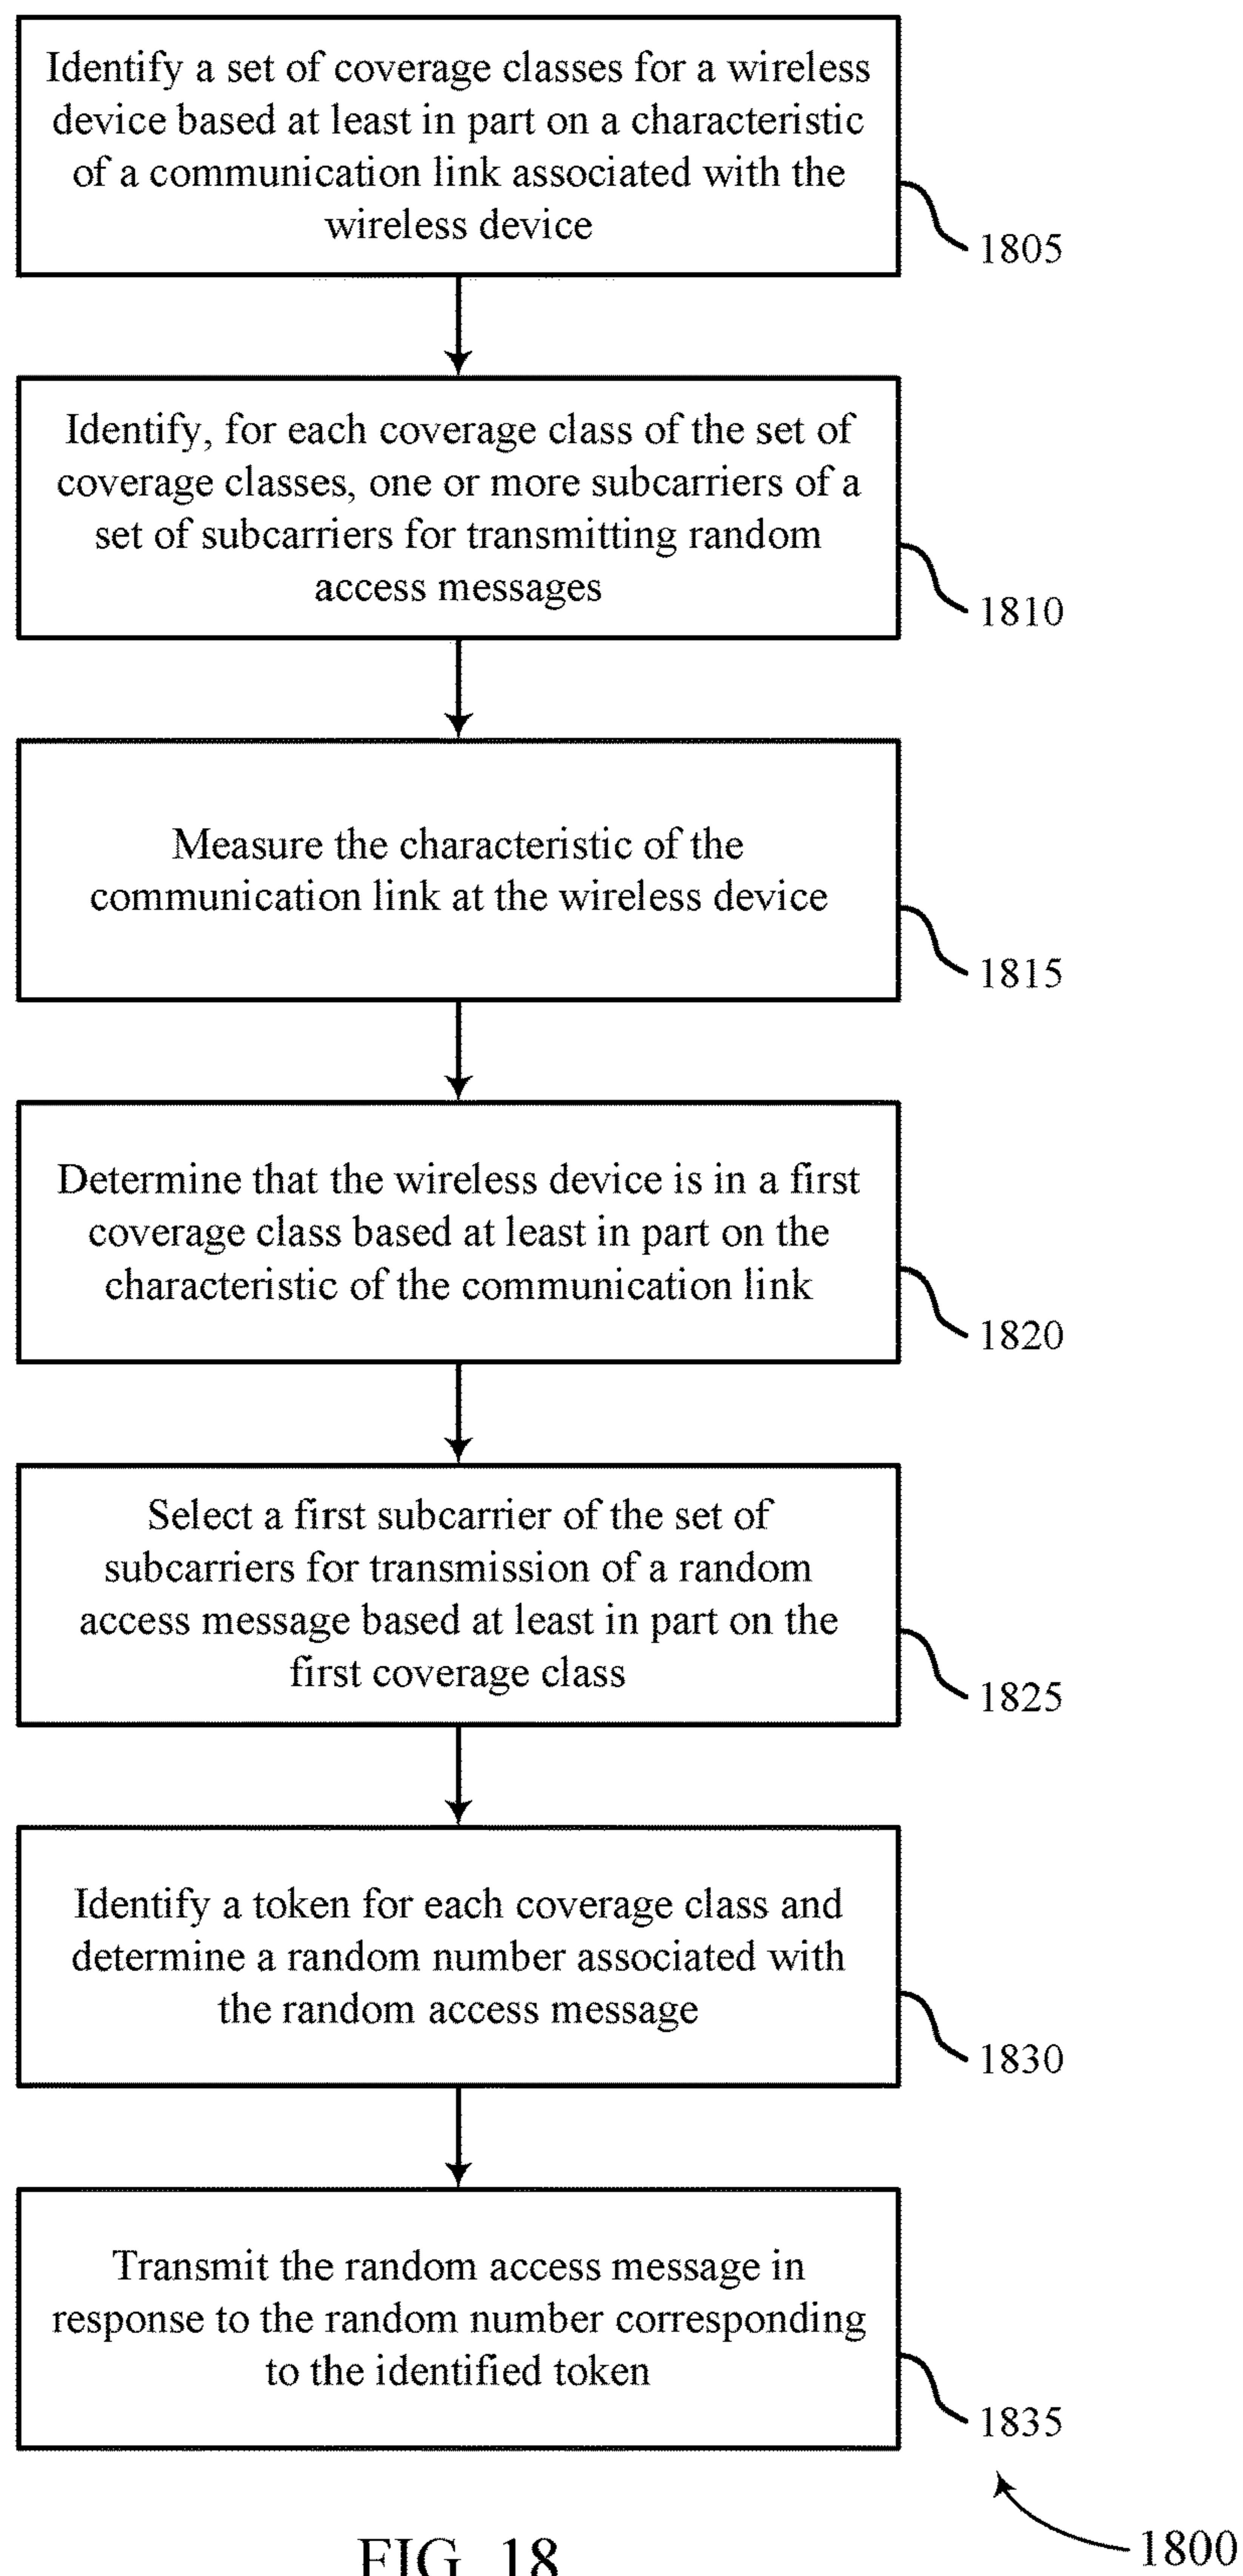 Identify a set of coverage classes for a wireless
device based at least in part on a characteristic
of a communication link associated with the
wireless device
1805
Identify, for each coverage class of the set of
coverage classes, one or more subcarriers of a
set of subcarriers for transmitting random
access messages
1810
Measure the characteristic of the
communication link at the wireless device
1815
Determine that the wireless device is in a first
coverage class based at least in part on the
characteristic of the communication link
1820
Select a first subcarrier of the set of
subcarriers for transmission of a random
access message based at least in part on the
first coverage class
1825
Identify a token for each coverage class and
determine a random number associated with
the random access message
1830
Transmit the random access message in
response to the random number corresponding
to the identified token
1835
1800
FIG. 18